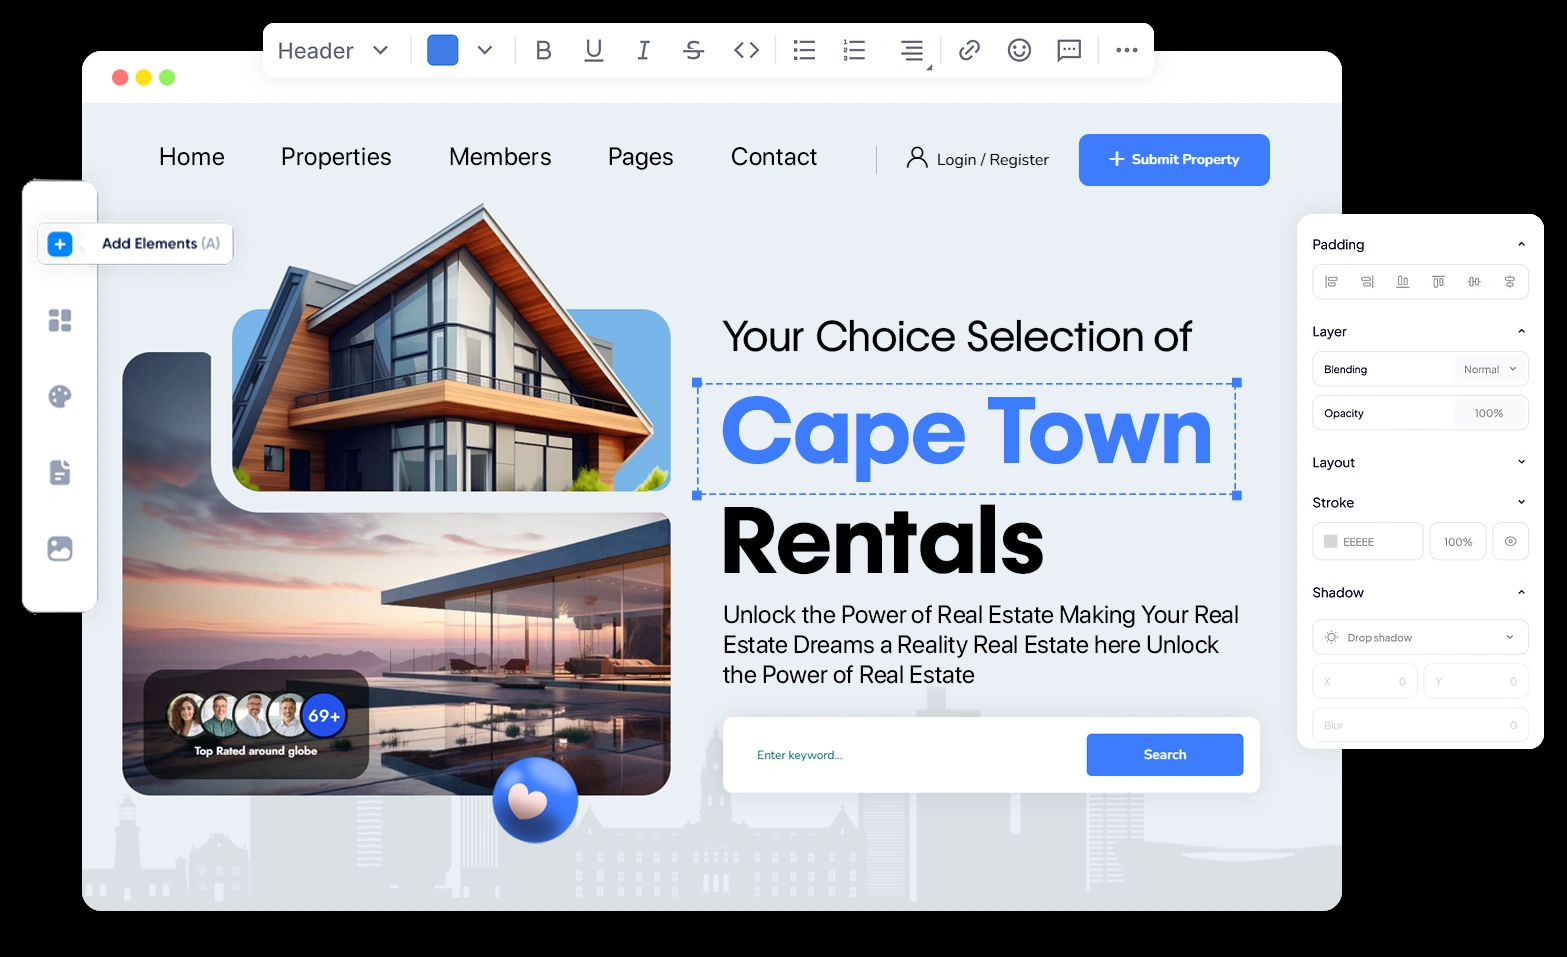 Header
Home
Properties
Members
Pages
Contact
Login / Register
Submit Property
Add Elements (A)
Your Choice Selection of
Cape Town
Rentals
Unlock the Power of Real Estate Making Your Real
Estate Dreams a Reality Real Estate here Unlock
the Power of Real Estate
Enter keyword...
Search
69+
Top Rated around globe
Padding
Layer
Blending
Normal
Opacity
100%
Layout
Stroke
EEEEE
100%
Shadow
Drop shadow
X
0
Y
0
Blur
0